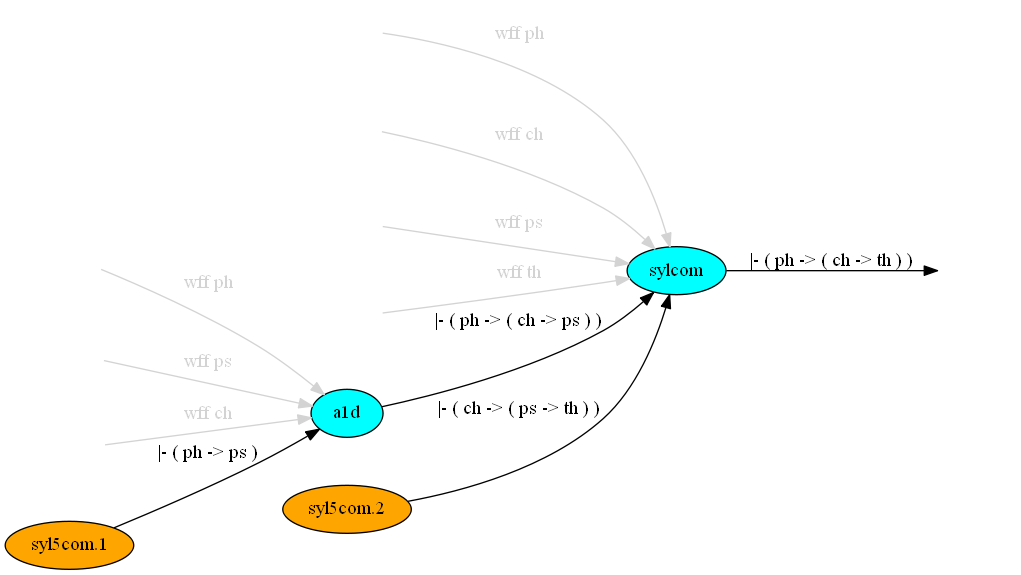 wff ph
wff ch
wff ps
wff th
sylcom
|- ( ph -> ( ch -> th ) )
|- ( ph -> ( ch -> ps ) )
wff ph
wff ps
wff ch
a1d
|- ( ch -> ( ps -> th ) )
|- ( ph -> ps )
syl5com.2
syl5com.1